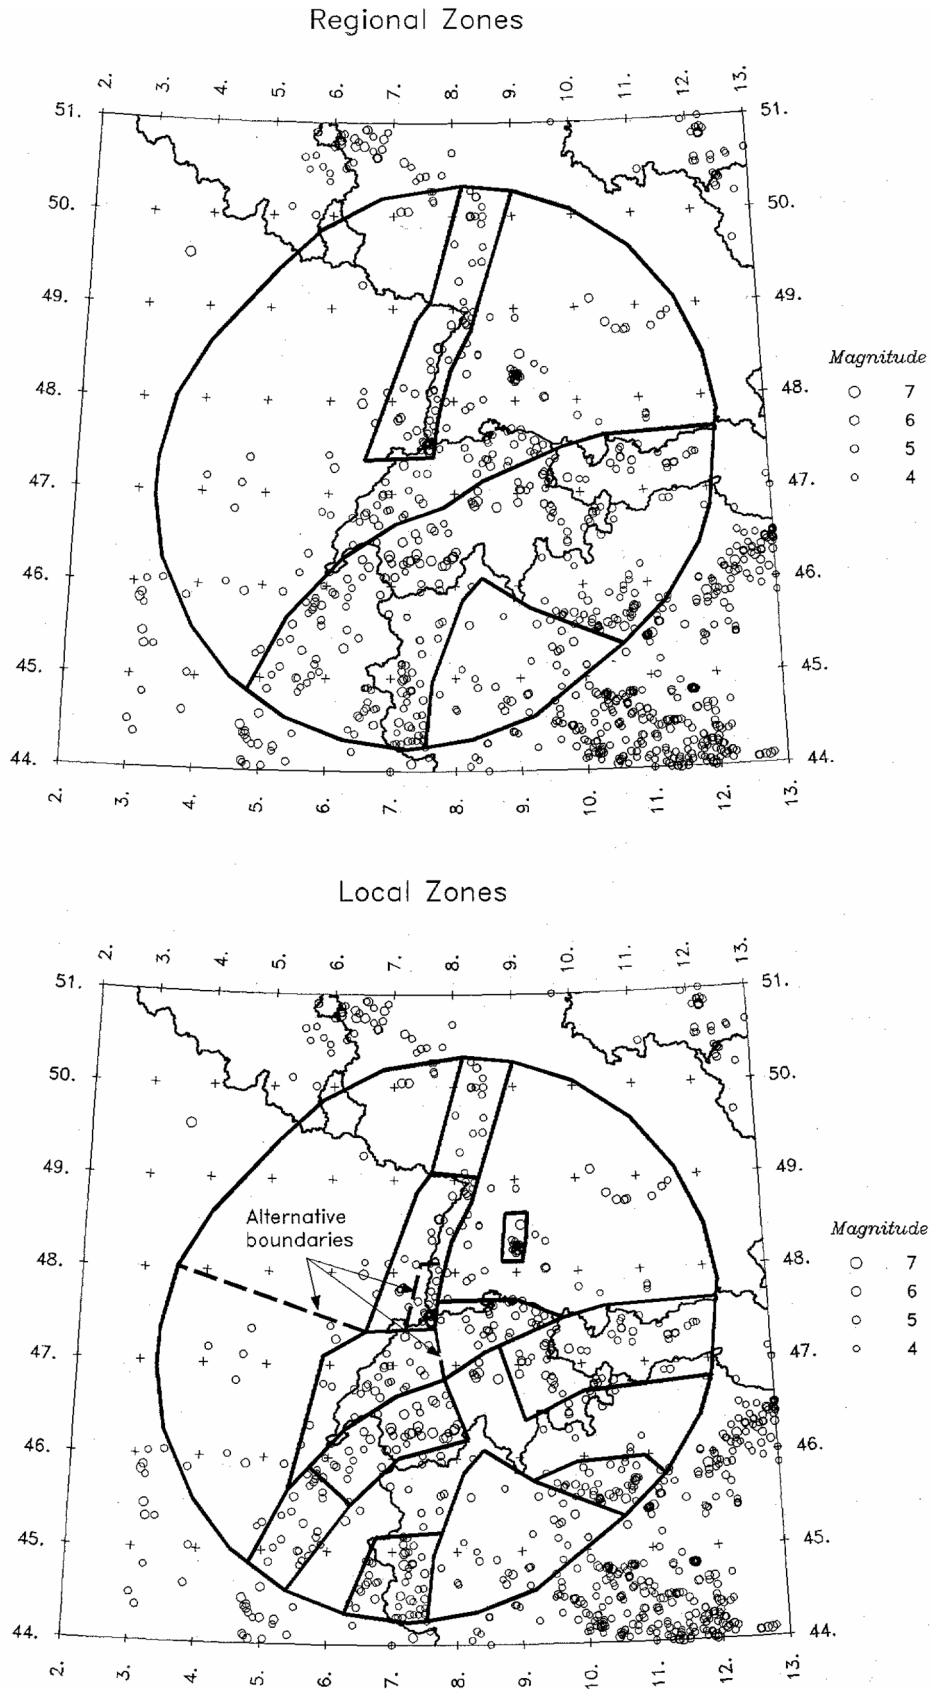 Regional Zones
2. 3. 4. 5. 6. 7. 8. 9. 10. 11. 12. 13.
51. 51.
50. 50.
49. 49.
Magnitude
48. 48.
7
6
5
4
47. 47.
46. 46.
45. 45.
44. 44.
2. 3. 4. 5. 6. 7. 8. 9. 10. 11. 12. 13.
Local Zones
2. 3. 4. 5. 6. 7. 8. 9. 10. 11. 12. 13.
51. 51.
50. 50.
49. 49.
Alternative
boundaries
Magnitude
48. 48.
7
6
5
4
47. 47.
46. 46.
45. 45.
44. 44.
2. 3. 4. 5. 6. 7. 8. 9. 10. 11. 12. 13.